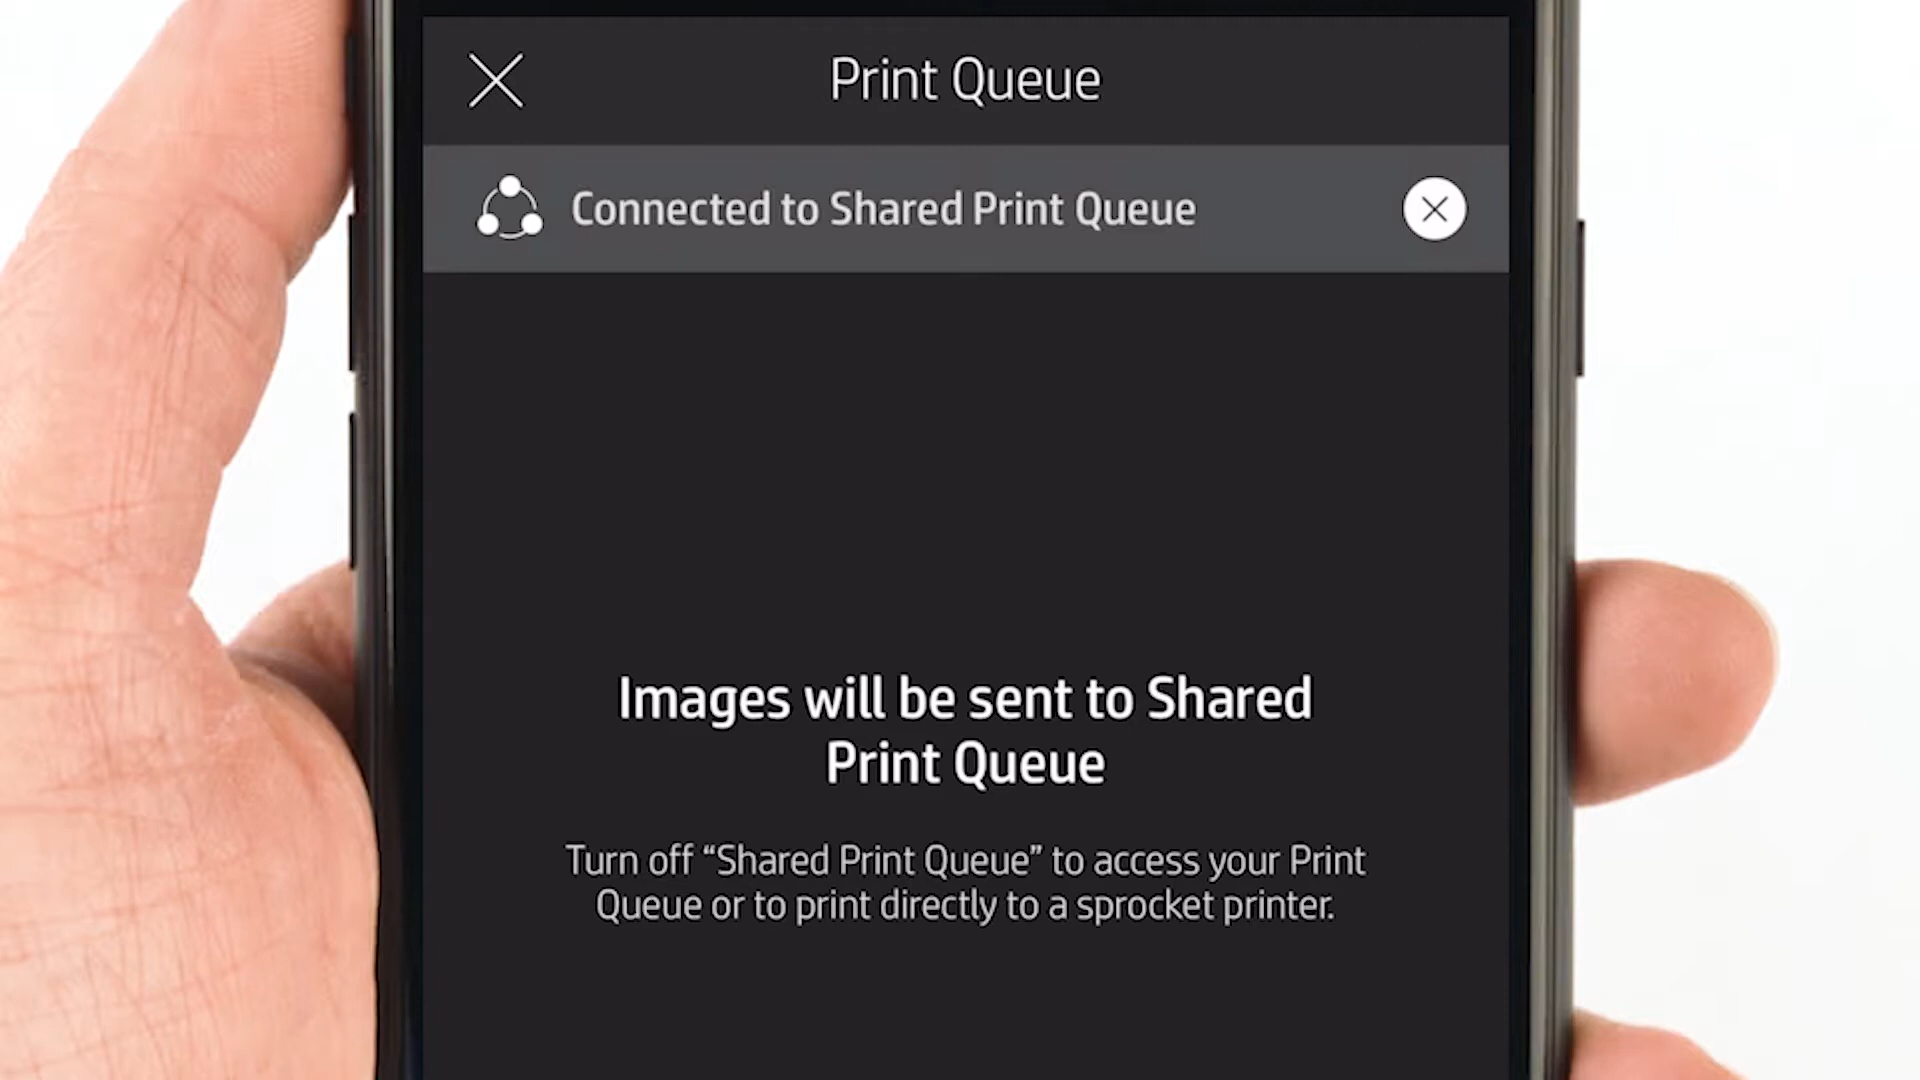 Print Queue
Connected to Shared Print Queue
Images will be sent to Shared
Print Queue
Turn off “Shared Print Queue” to access your Print
Queue or to print directly to a sprocket printer.